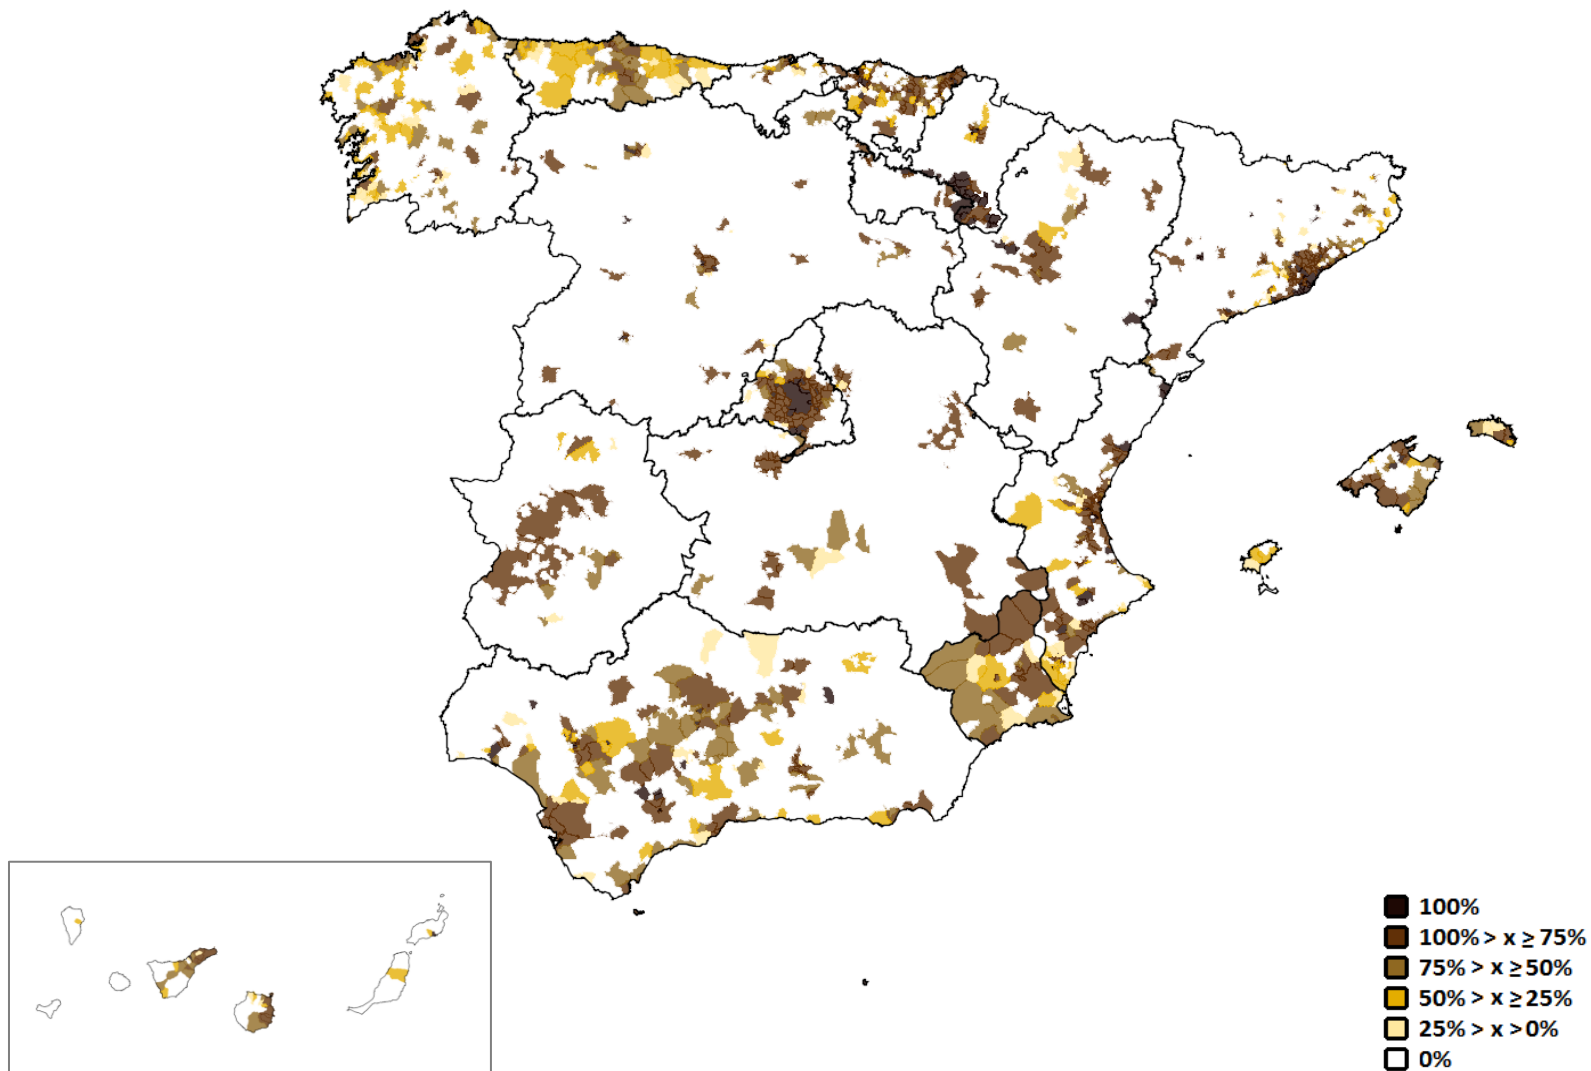 100%
100% > x ≥ 75%
75% > x ≥ 50%
50% > x ≥ 25%
25% > x > 0%
0%